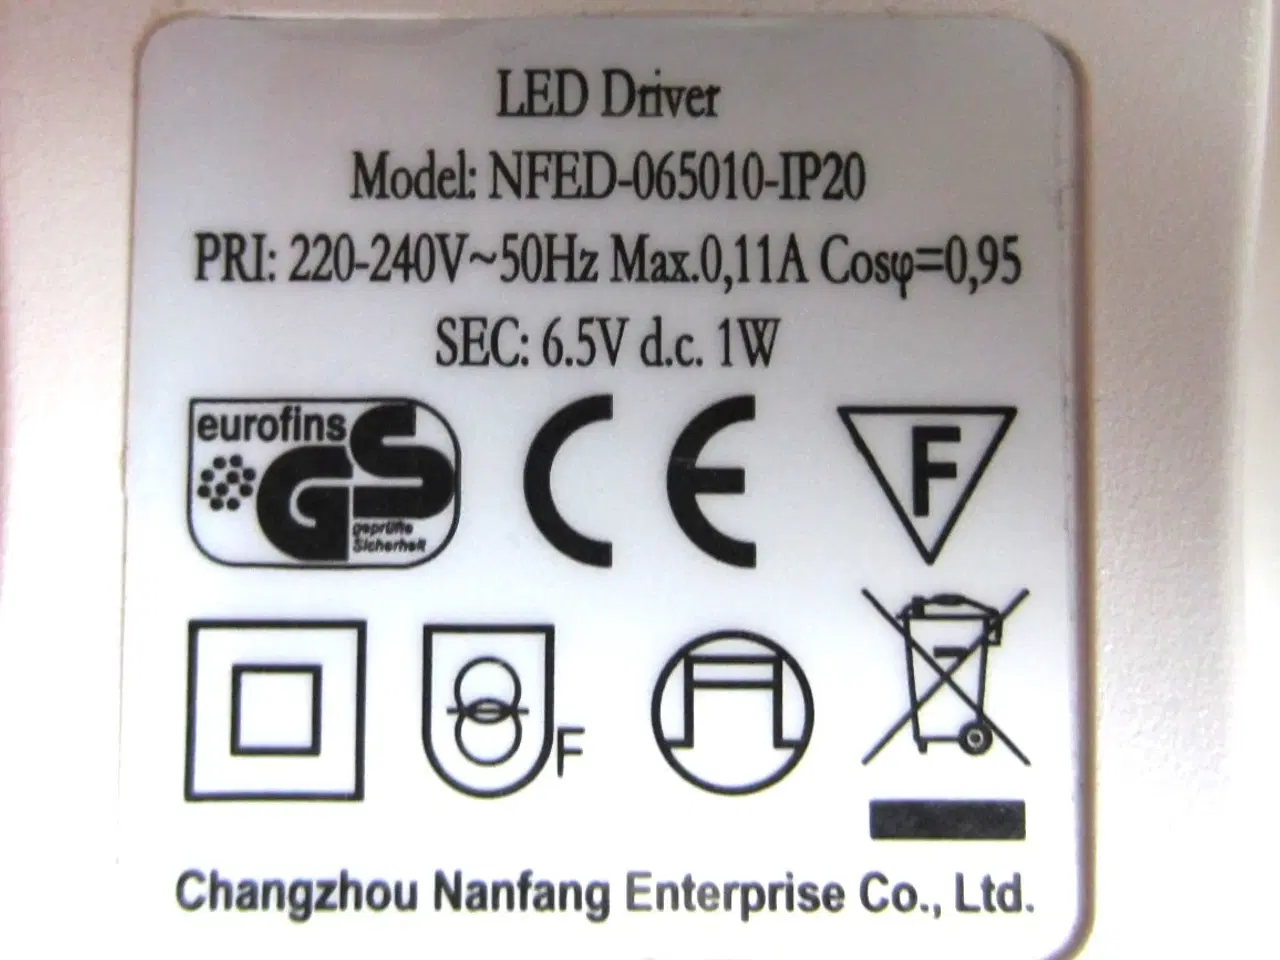 LED Driver
Model: NFED-065010-IP20
PRI: 220-240V~50Hz Max.0,11A Cosφ=0,95
SEC: 6.5V d.c. 1W
eurofins
GS
geprüfte
Sicherheit
CE
F
F
Changzhou Nanfang Enterprise Co., Ltd.